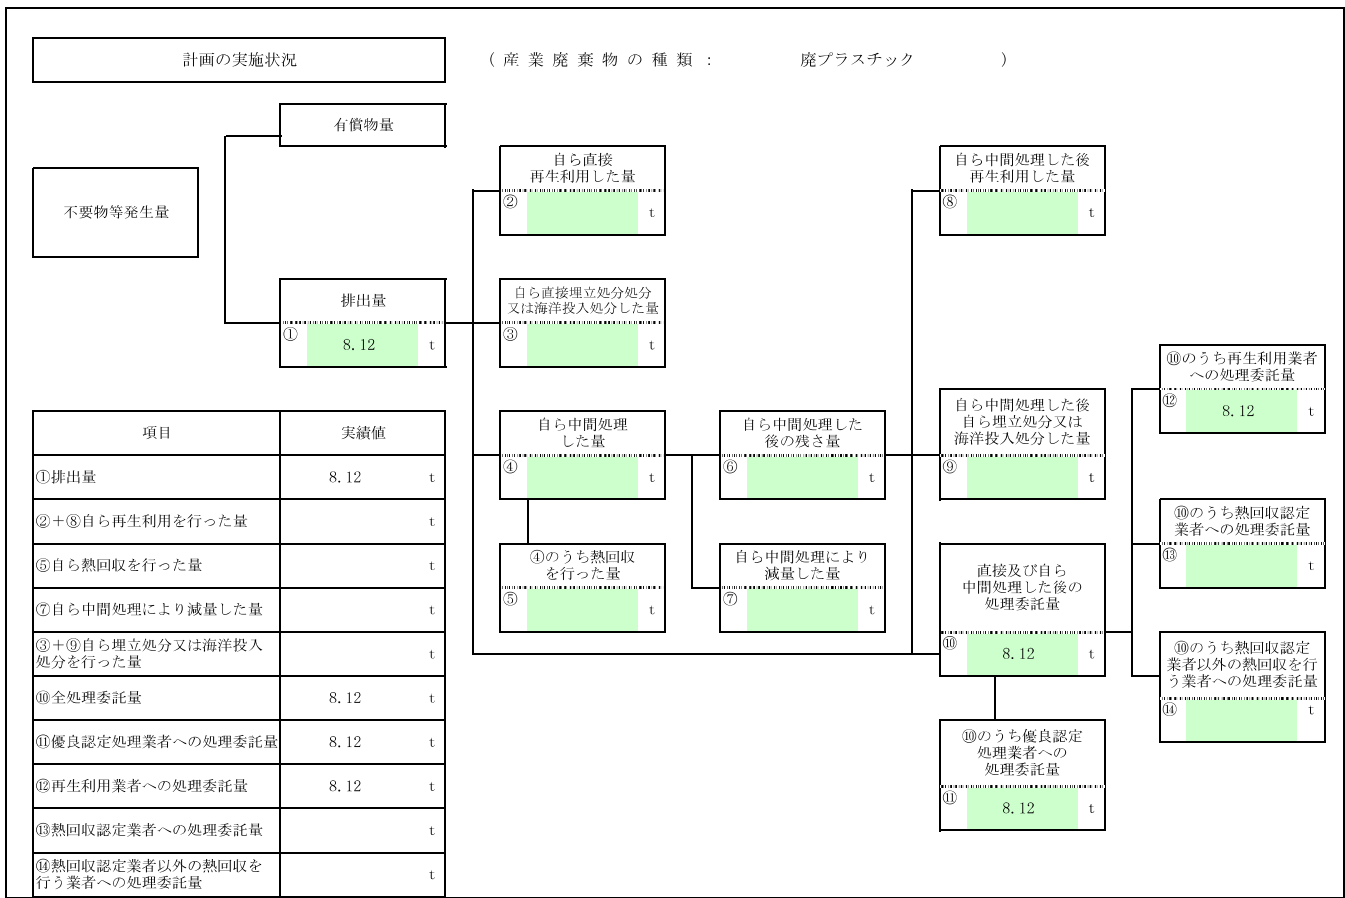 計画の実施状況
（産業廃棄物の種類：　廃プラスチック　）
有償物量
不要物等発生量
排出量
① 8.12 t
自ら直接
再生利用した量
② t
自ら直接埋立処分処分
又は海洋投入処分した量
③ t
自ら中間処理
した量
④ t
④のうち熱回収
を行った量
⑤ t
自ら中間処理した
後の残さ量
⑥ t
自ら中間処理により
減量した量
⑦ t
自ら中間処理した後
再生利用した量
⑧ t
自ら中間処理した後
自ら埋立処分又は
海洋投入処分した量
⑨ t
直接及び自ら
中間処理した後の
処理委託量
⑩ 8.12 t
⑩のうち優良認定
処理業者への
処理委託量
⑪ 8.12 t
⑩のうち再生利用業者
への処理委託量
⑫ 8.12 t
⑩のうち熱回収認定
業者への処理委託量
⑬ t
⑩のうち熱回収認定
業者以外の熱回収を行
う業者への処理委託量
⑭ t
項目 実績値
①排出量 8.12 t
②＋⑧自ら再生利用を行った量 t
⑤自ら熱回収を行った量 t
⑦自ら中間処理により減量した量 t
③＋⑨自ら埋立処分又は海洋投入
処分を行った量 t
⑩全処理委託量 8.12 t
⑪優良認定処理業者への処理委託量 8.12 t
⑫再生利用業者への処理委託量 8.12 t
⑬熱回収認定業者への処理委託量 t
⑭熱回収認定業者以外の熱回収を
行う業者への処理委託量 t